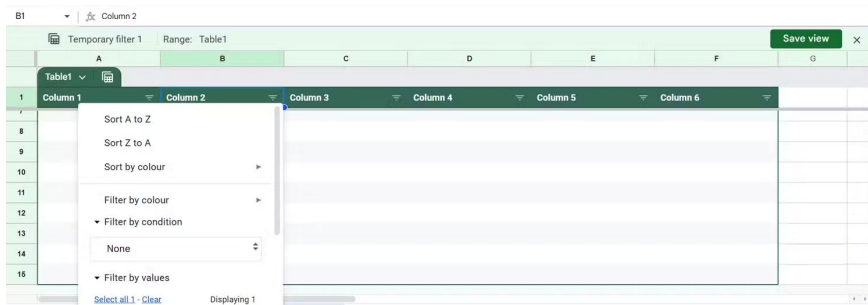 B1 fx Column 2
Temporary filter 1 Range: Table1 Save view
A B C D E F G
Table1
1 Column 1 Column 2 Column 3 Column 4 Column 5 Column 6
8
9
10
11
12
13
14
15
Sort A to Z
Sort Z to A
Sort by colour
Filter by colour
Filter by condition
None
Filter by values
Select all 1 - Clear Displaying 1